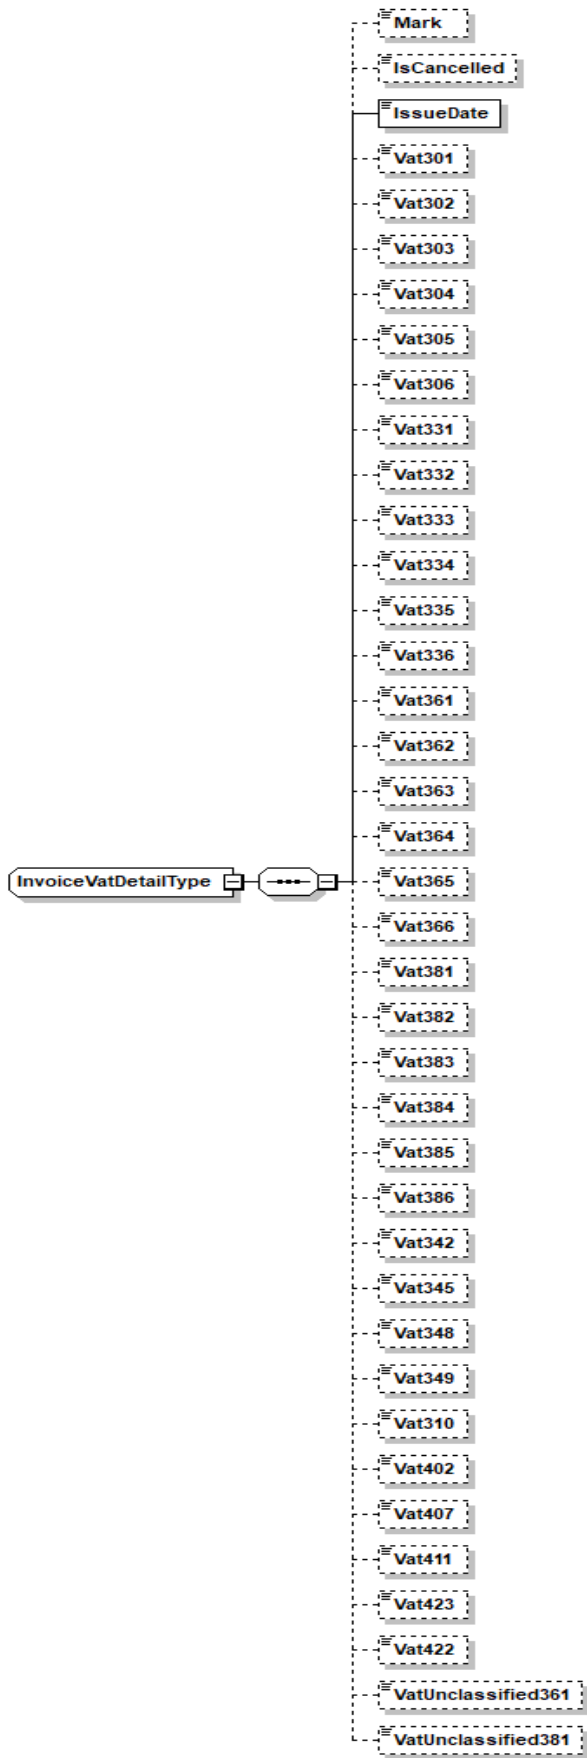 Mark
IsCancelled
IssueDate
Vat301
Vat302
Vat303
Vat304
Vat305
Vat306
Vat331
Vat332
Vat333
Vat334
Vat335
Vat336
Vat361
Vat362
Vat363
Vat364
InvoiceVatDetailType
Vat365
Vat366
Vat381
Vat382
Vat383
Vat384
Vat385
Vat386
Vat342
Vat345
Vat348
Vat349
Vat310
Vat402
Vat407
Vat411
Vat423
Vat422
VatUnclassified361
VatUnclassified381